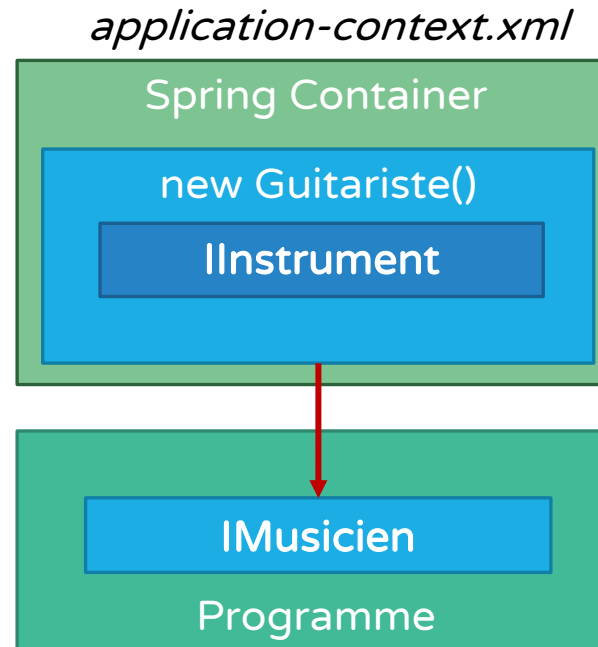 application-context.xml
Spring Container
new Guitariste()
IInstrument
IMusicien
Programme